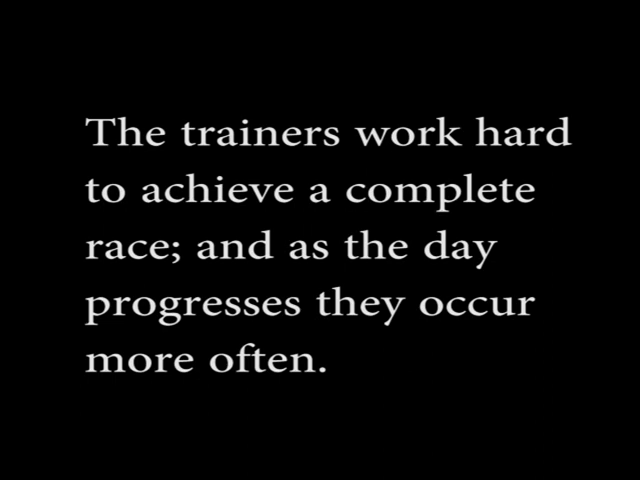 The trainers work hard
to achieve a complete
race; and as the day
progresses they occur
more often.